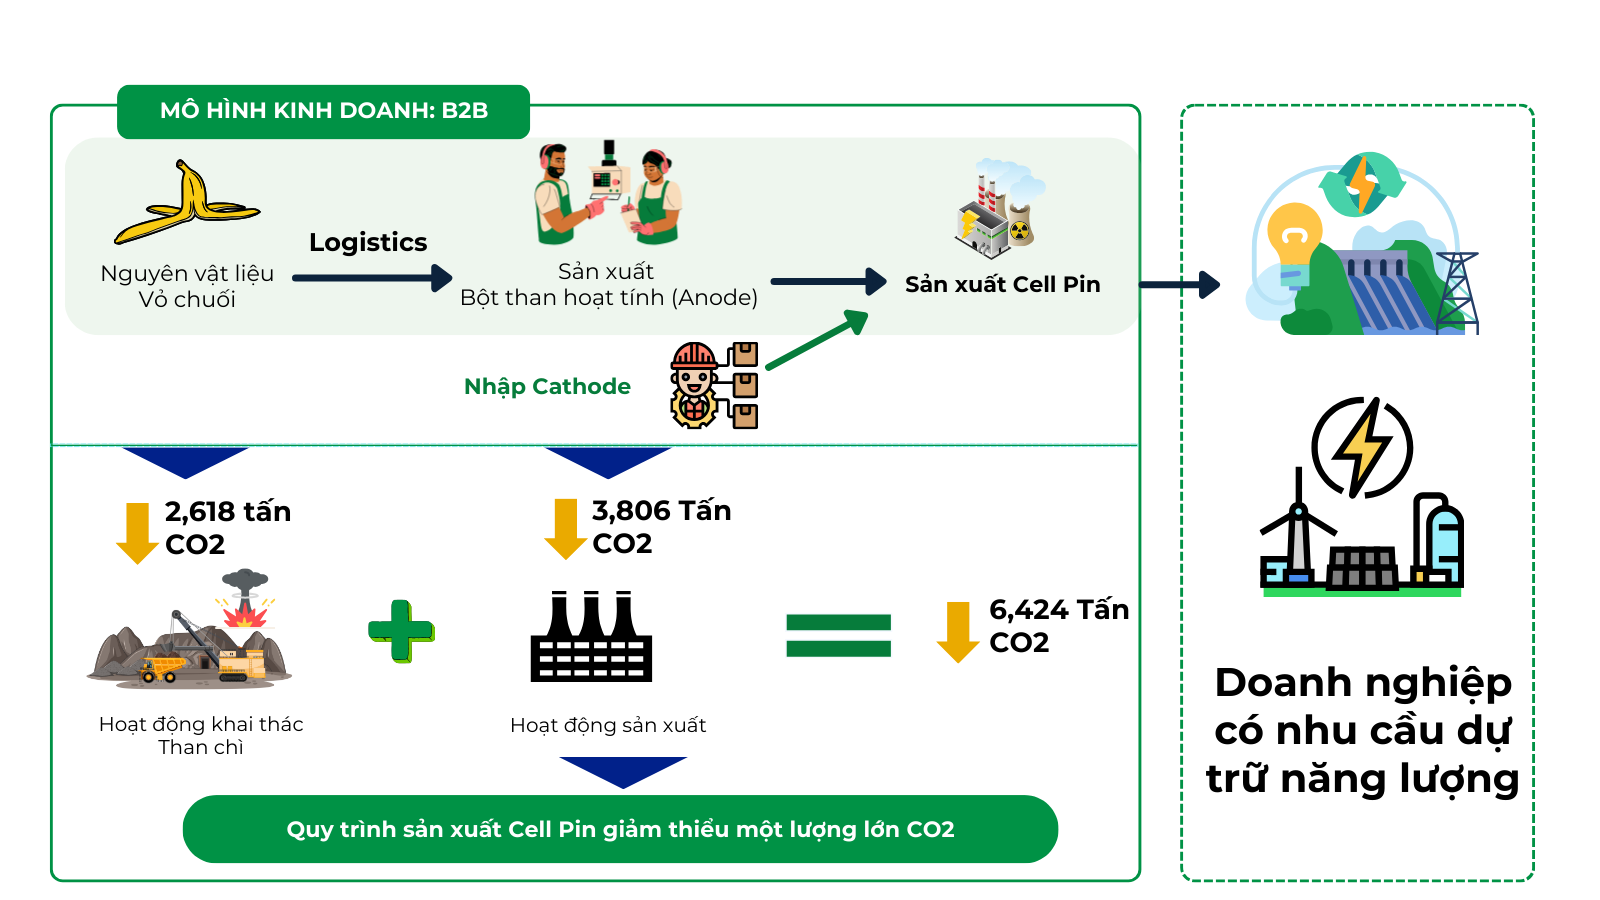 MÔ HÌNH KINH DOANH: B2B
Nguyên vật liệu
Vỏ chuối
Logistics
Sản xuất
Bột than hoạt tính (Anode)
Sản xuất Cell Pin
Nhập Cathode
2,618 tấn
CO2
3,806 Tấn
CO2
6,424 Tấn
CO2
Hoạt động khai thác
Than chì
Hoạt động sản xuất
Quy trình sản xuất Cell Pin giảm thiểu một lượng lớn CO2
Doanh nghiệp
có nhu cầu dự
trữ năng lượng